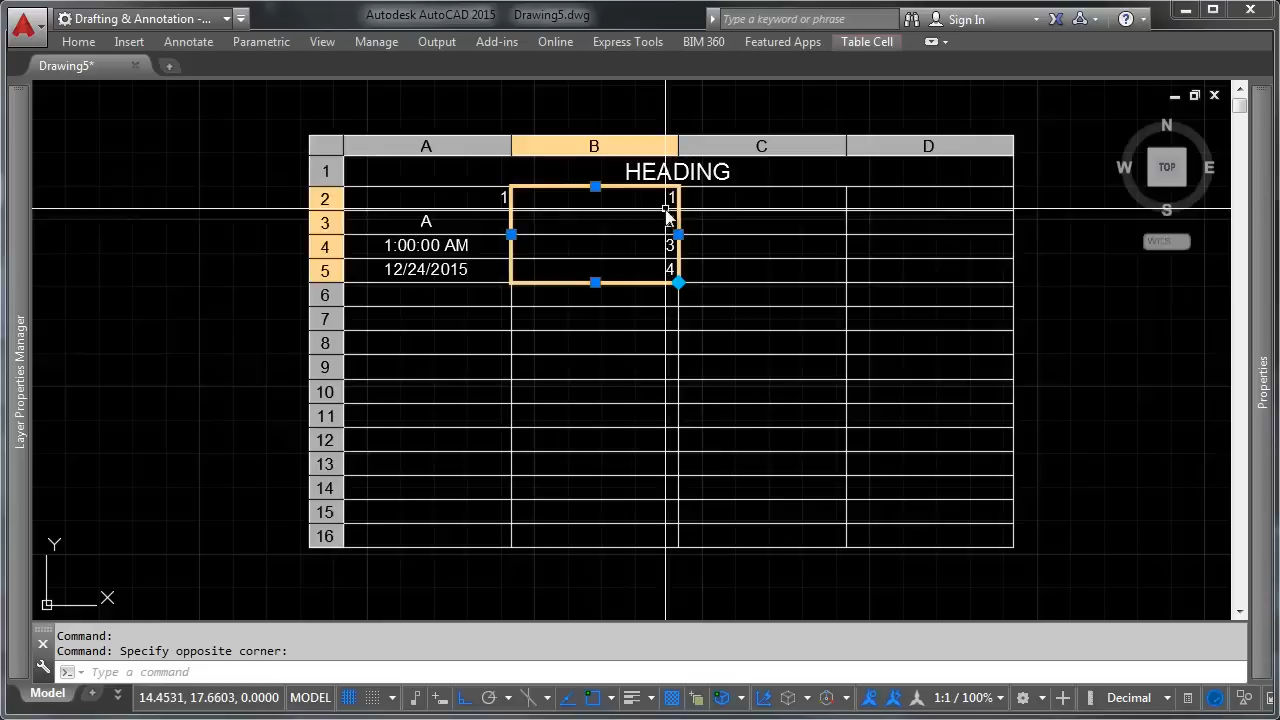 Drafting & Annotation -...
Autodesk AutoCAD 2015 Drawing5.dwg
Type a keyword or phrase
Sign In
?
Home Insert Annotate Parametric View Manage Output Add-ins Online Express Tools BIM 360 Featured Apps Table Cell
Drawing5*
A B C D
1 HEADING
2 1 1
3 A
4 1:00:00 AM 3
5 12/24/2015 4
6
7
8
9
10
11
12
13
14
15
16
N
W TOP E
S
WCS
Layer Properties Manager
Properties
Y
X
Command:
Command: Specify opposite corner:
Type a command
Model
14.4531, 17.6603, 0.0000 MODEL 1:1 / 100% Decimal